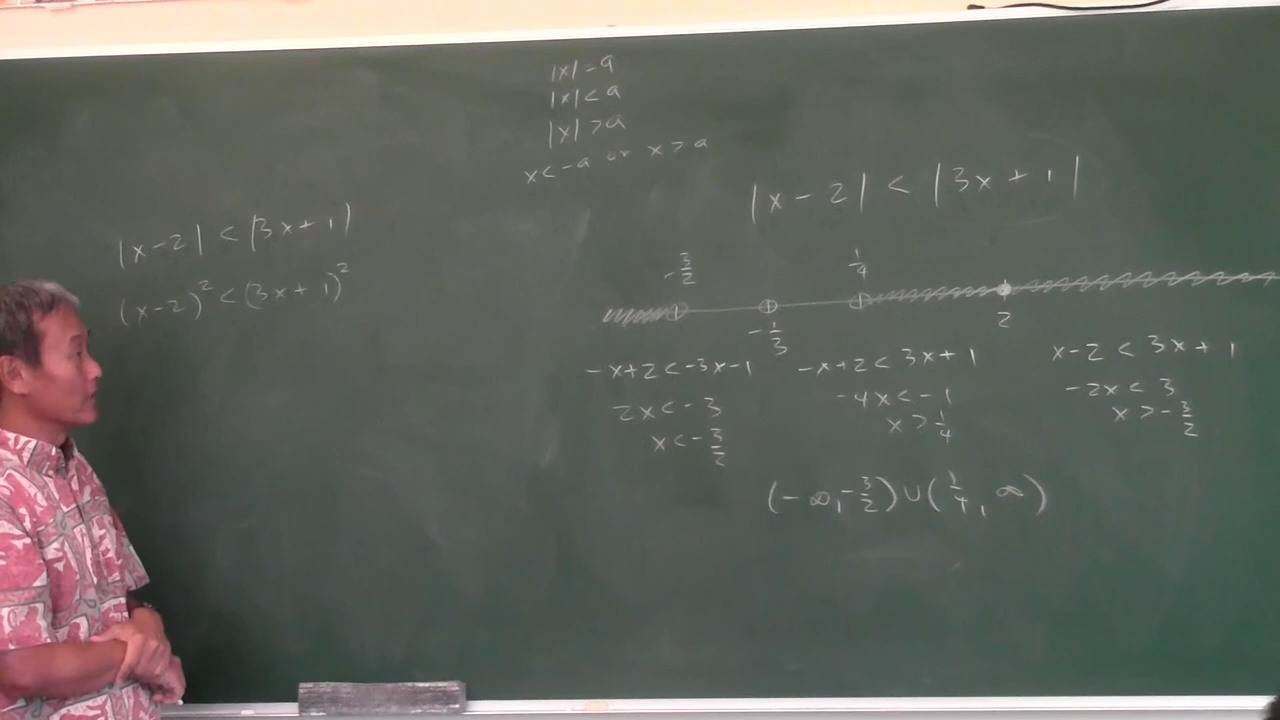 |x| = a
|x| < a
|x| > a
x < -a or x > a
|x - 2| < |3x + 1|
(x - 2)² < (3x + 1)²
|x - 2| < |3x + 1|
-3/2 1/4
-1/3 2
-x + 2 < -3x - 1
2x < -3
x < -3/2
-x + 2 < 3x + 1
-4x < -1
x > 1/4
x - 2 < 3x + 1
-2x < 3
x > -3/2
(-∞, -3/2) ∪ (1/4, ∞)